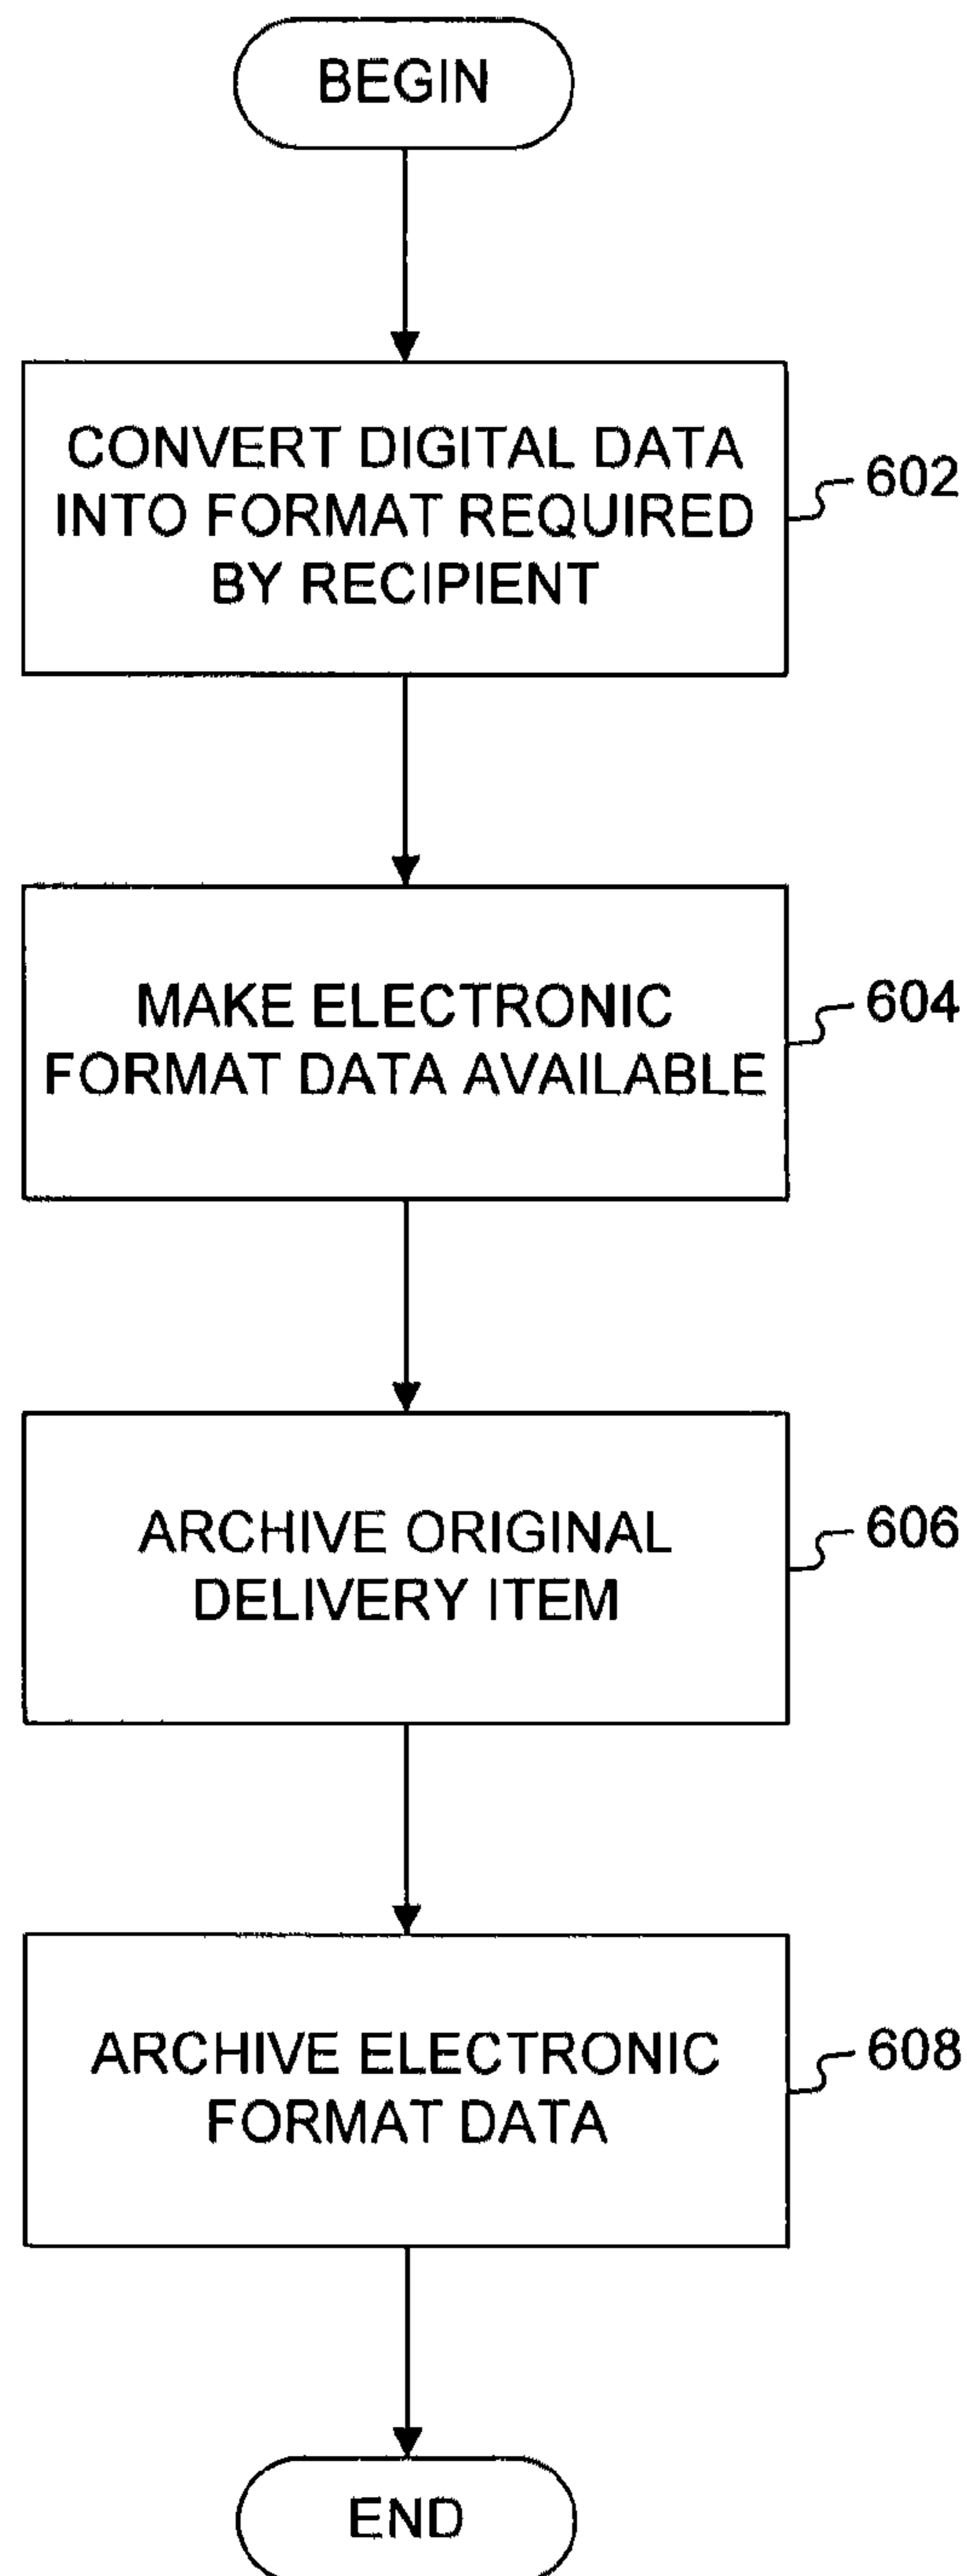 BEGIN
CONVERT DIGITAL DATA
INTO FORMAT REQUIRED
BY RECIPIENT
602
MAKE ELECTRONIC
FORMAT DATA AVAILABLE
604
ARCHIVE ORIGINAL
DELIVERY ITEM
606
ARCHIVE ELECTRONIC
FORMAT DATA
608
END